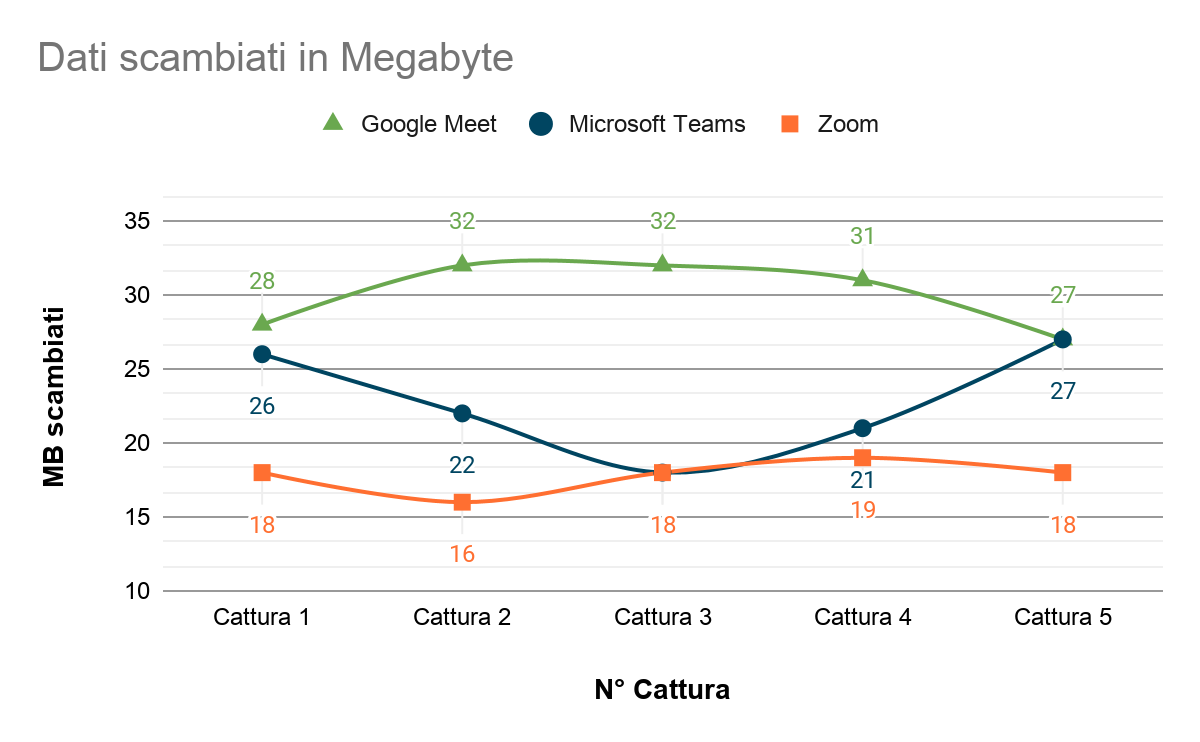 Dati scambiati in Megabyte
Google Meet Microsoft Teams Zoom
35
30
25
20
15
10
MB scambiati
28 32 32 31 27
26 22 21 27
18 16 18 19 18
Cattura 1 Cattura 2 Cattura 3 Cattura 4 Cattura 5
N° Cattura